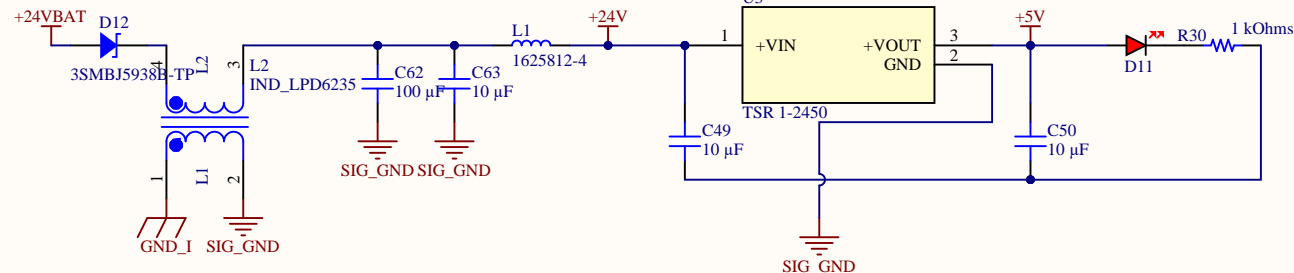 +24VBAT
D12
3SMBJ5938B-TP
4
L2
3
L2
IND_LPD6235
1
L1
2
GND_I
SIG_GND
C62
100 µF
C63
10 µF
SIG_GND
SIG_GND
L1
1625812-4
+24V
1
+VIN
+VOUT
GND
3
2
TSR 1-2450
C49
10 µF
SIG_GND
+5V
C50
10 µF
D11
R30
1 kOhms